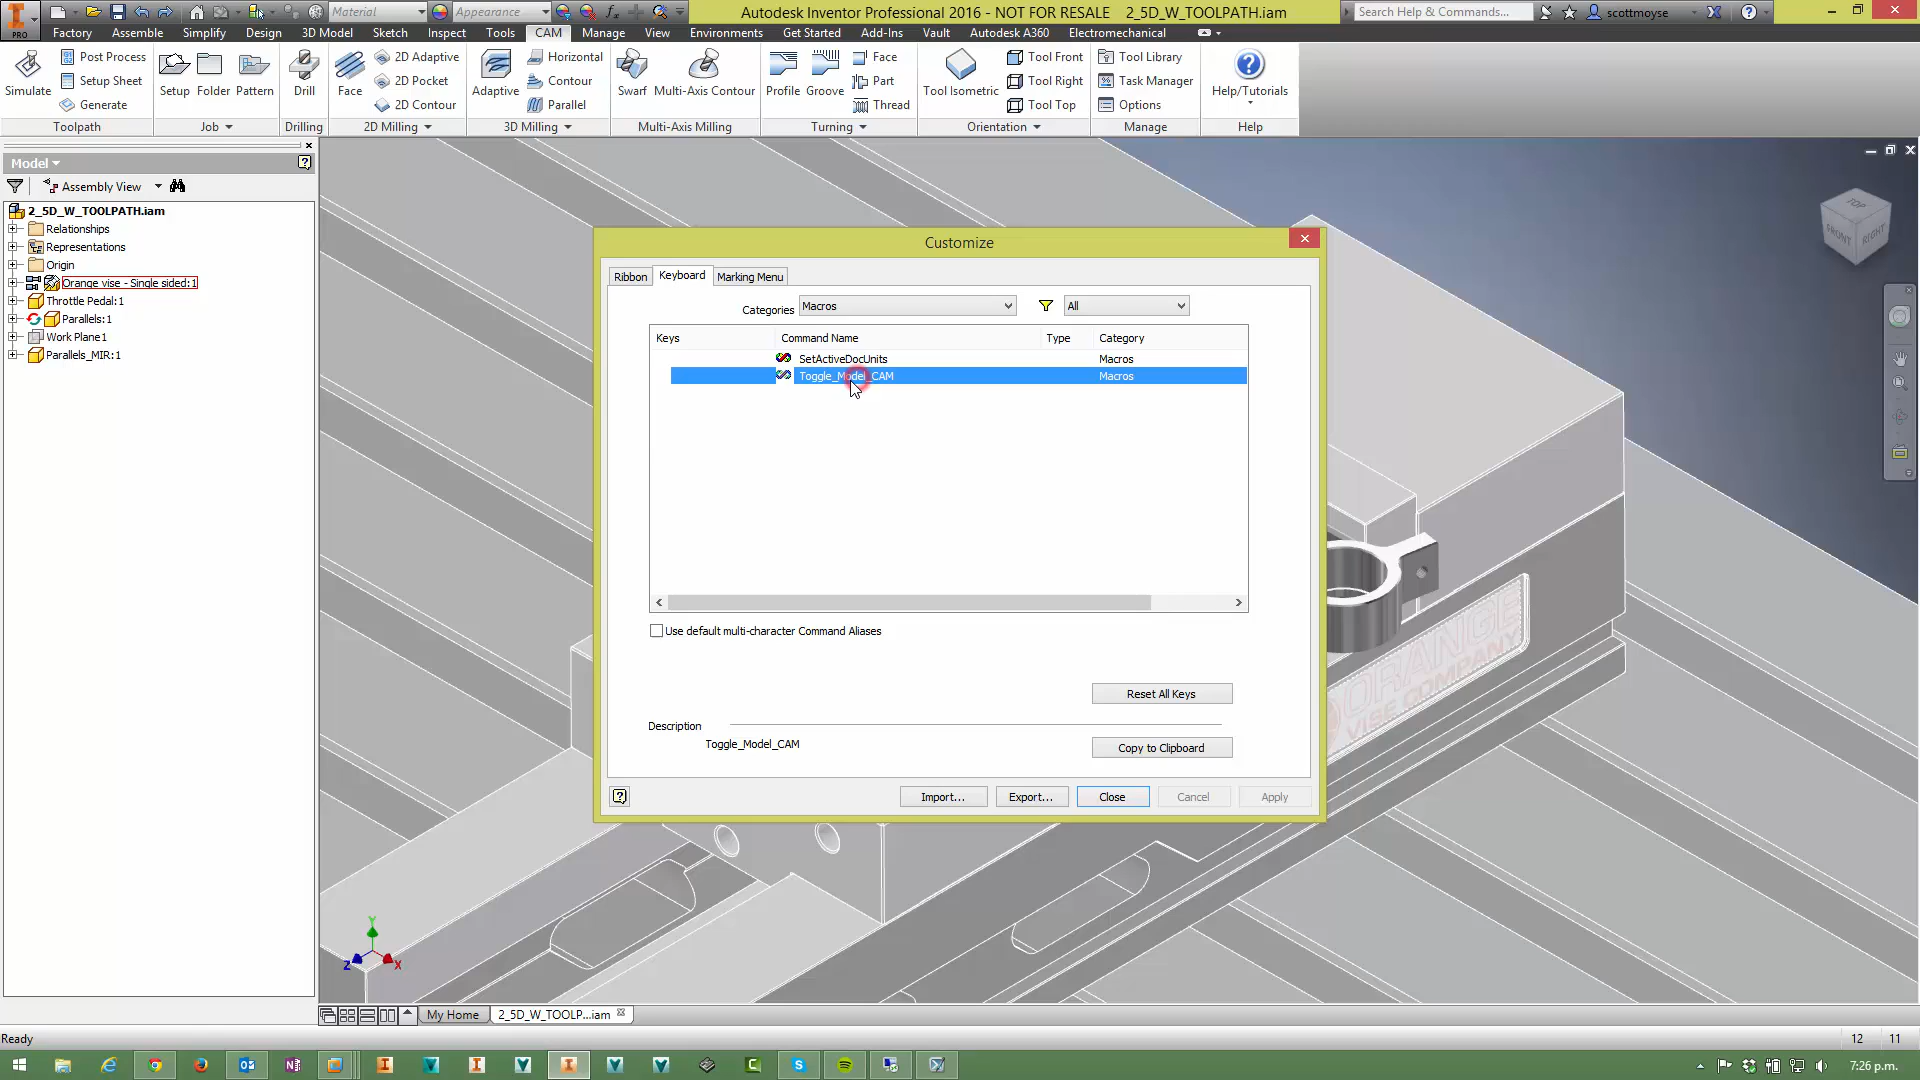 Material
Appearance
Autodesk Inventor Professional 2016 - NOT FOR RESALE 2_5D_W_TOOLPATH.iam
Search Help & Commands...
scottmoyse
PRO
Factory Assemble Simplify Design 3D Model Sketch Inspect Tools CAM Manage View Environments Get Started Add-Ins Vault Autodesk A360 Electromechanical
Simulate
Post Process
Setup Sheet
Generate
Toolpath
Setup Folder Pattern
Job
Drill
Drilling
Face
2D Adaptive
2D Pocket
2D Contour
2D Milling
Adaptive
Horizontal
Contour
Parallel
3D Milling
Swarf Multi-Axis Contour
Multi-Axis Milling
Profile Groove
Face
Part
Thread
Turning
Tool Isometric
Tool Front
Tool Right
Tool Top
Orientation
Tool Library
Task Manager
Options
Manage
Help/Tutorials
Help
Model
Assembly View
2_5D_W_TOOLPATH.iam
Relationships
Representations
Origin
Orange vise - Single sided:1
Throttle Pedal:1
Parallels:1
Work Plane1
Parallels_MIR:1
TOP
FRONT
RIGHT
Customize
Ribbon Keyboard Marking Menu
Categories Macros All
Keys Command Name Type Category
SetActiveDocUnits Macros
Toggle_Model_CAM Macros
Use default multi-character Command Aliases
Reset All Keys
Description
Toggle_Model_CAM
Copy to Clipboard
Import... Export... Close Cancel Apply
ORANGE
VISE COMPANY
Y
Z X
My Home 2_5D_W_TOOLP...iam
Ready
12 11
7:26 p.m.